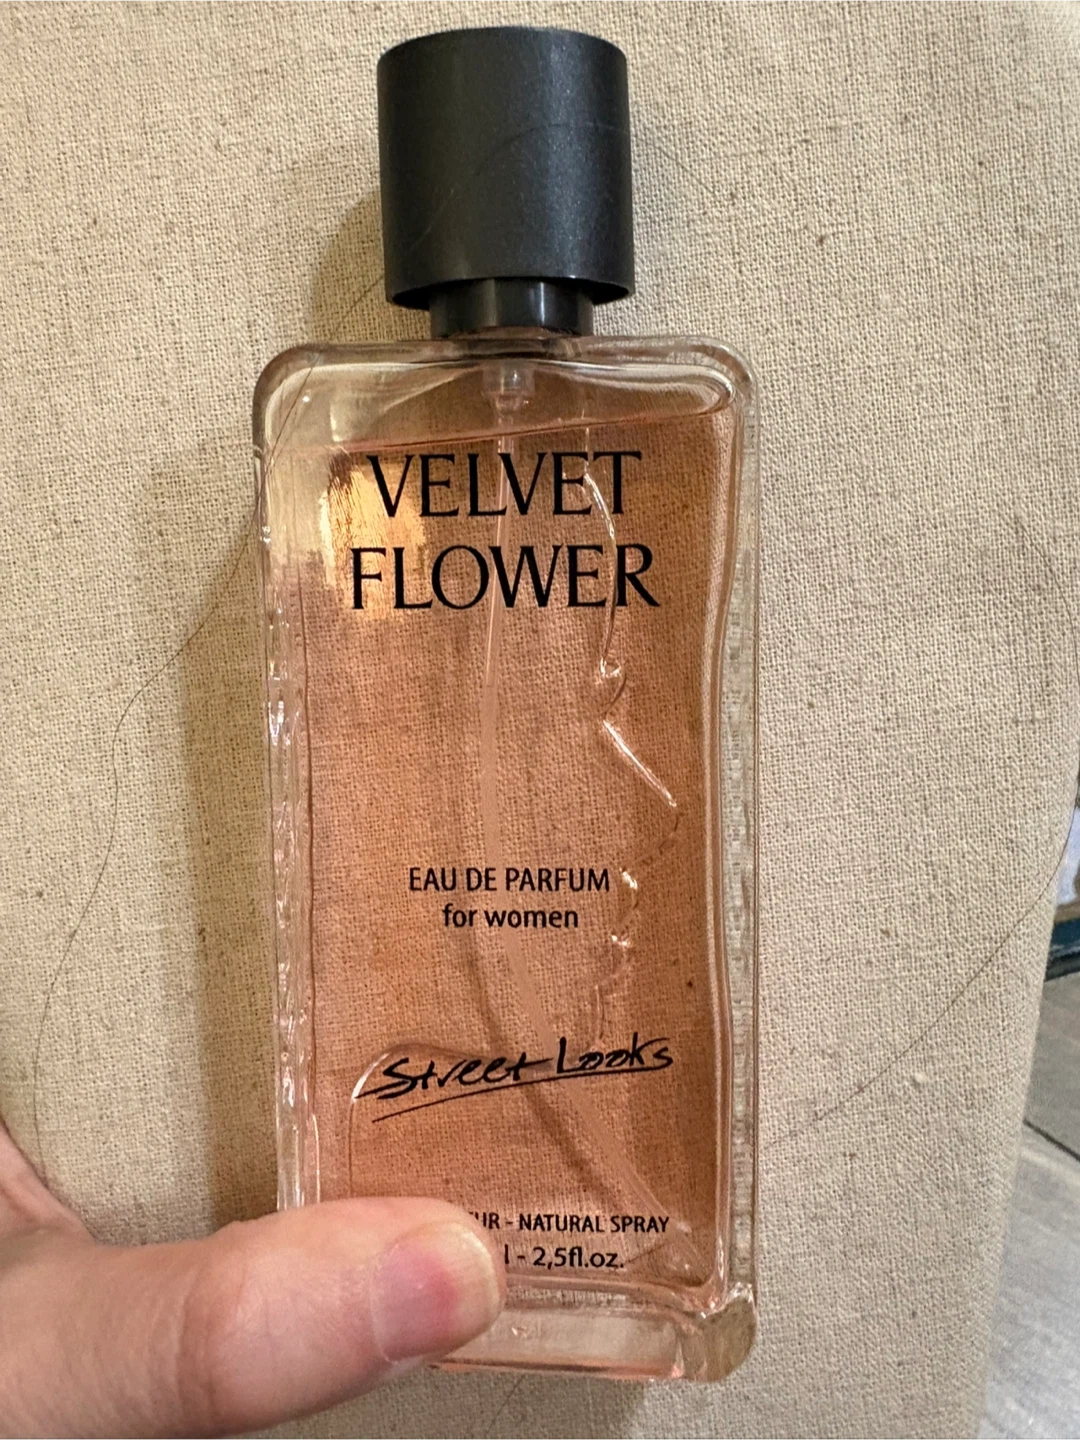 VELVET
FLOWER
EAU DE PARFUM
for women
Street Looks
- NATURAL SPRAY
- 2,5fl.oz.